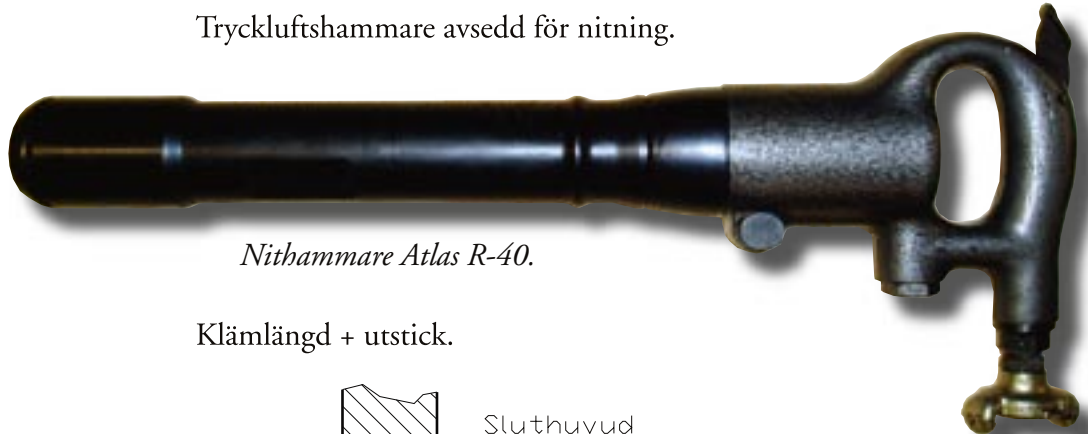 Tryckluftshammare avsedd för nitning.
Nithammare Atlas R-40.
Klämlängd + utstick.
Sluthuvud